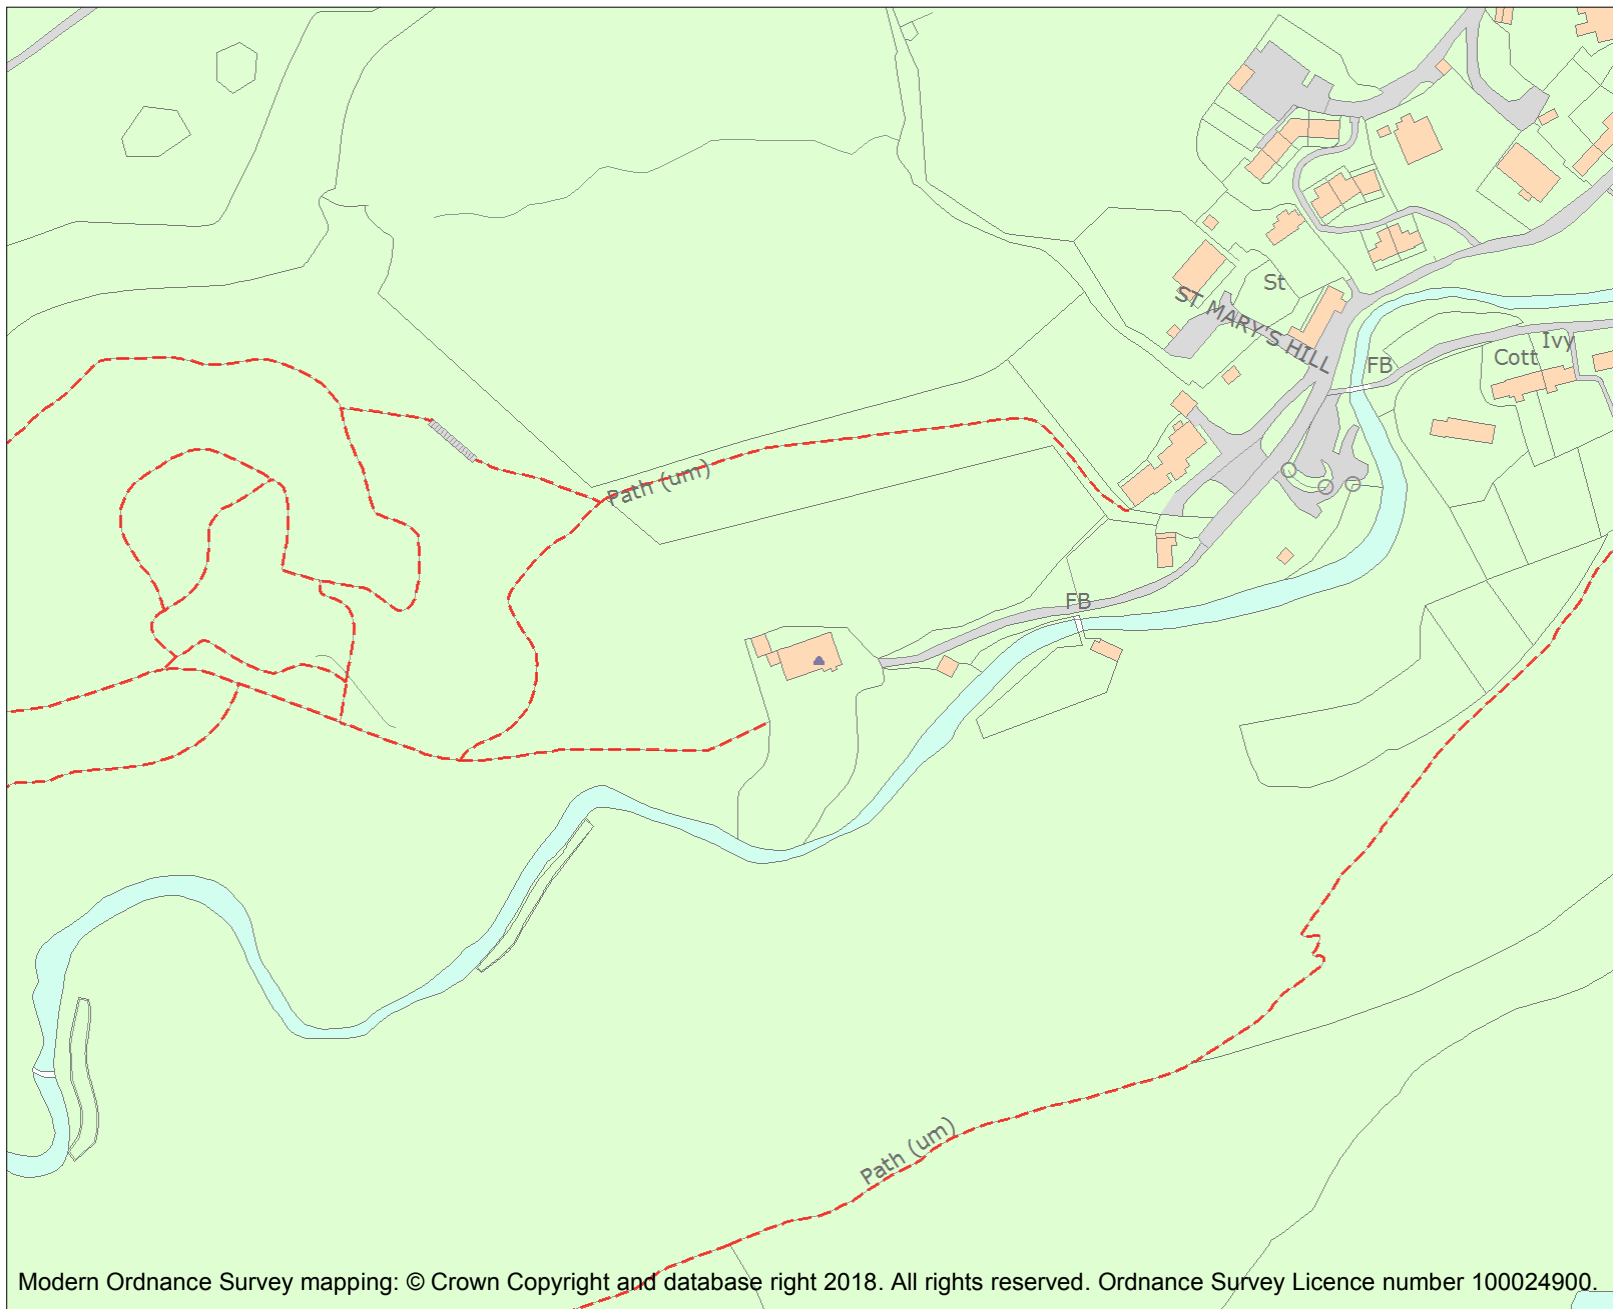 St
ST MARY'S HILL
Ivy
FB
Cott
Path (um)
FB
Path (um)
Modern Ordnance Survey mapping: © Crown Copyright and database right 2018. All rights reserved. Ordnance Survey Licence number 100024900.